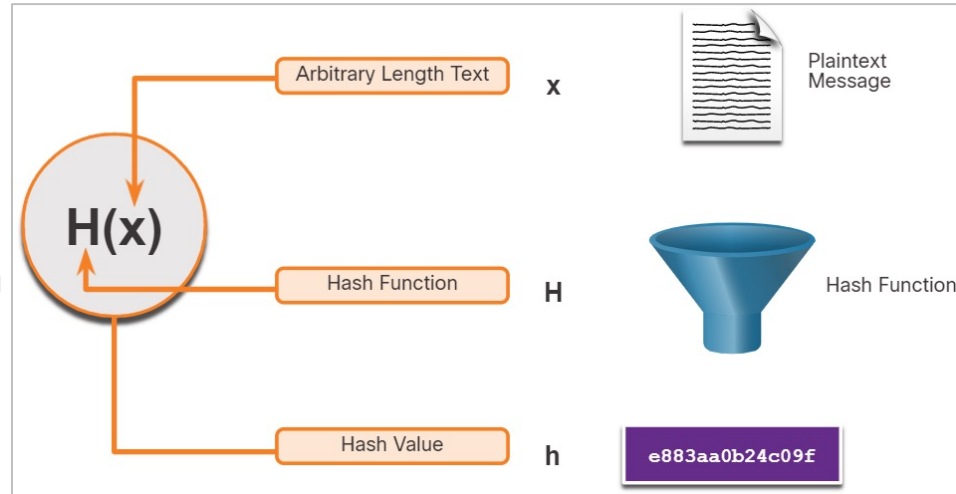 Arbitrary Length Text
x
Plaintext
Message
H(x)
Hash Function
H
Hash Function
Hash Value
h
e883aa0b24c09f